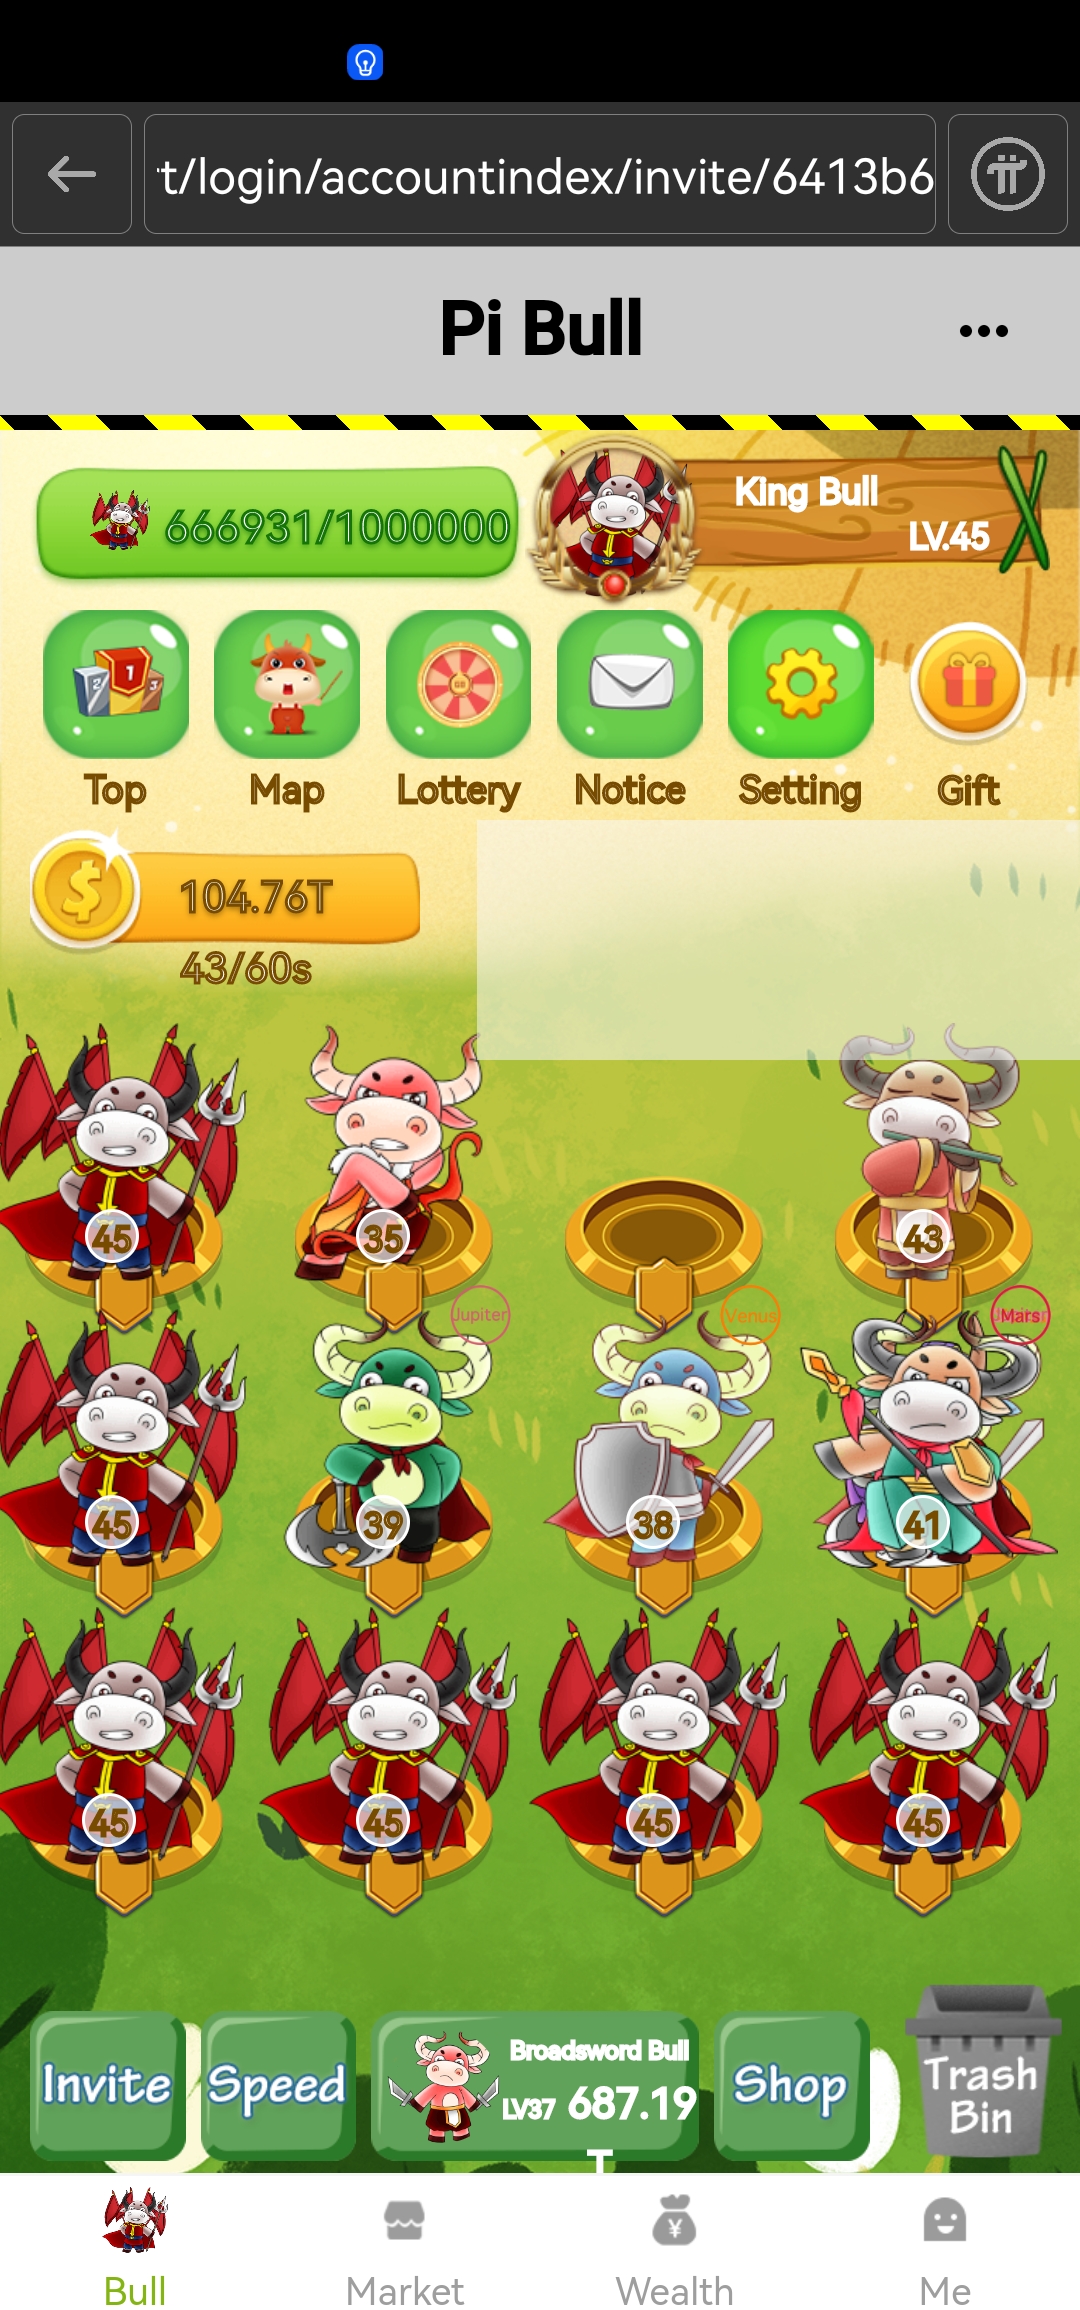 t/login/accountindex/invite/6413b6
Pi Bull
666931/1000000
King Bull
LV.45
Top
Map
Lottery
Notice
Setting
Gift
104.76T
43/60s
45
35
43
Jupiter
Venus
Mars
45
39
38
41
45
45
45
45
Invite
Speed
Broadsword Bull
LV37 687.19
T
Shop
Trash
Bin
Bull
Market
Wealth
Me